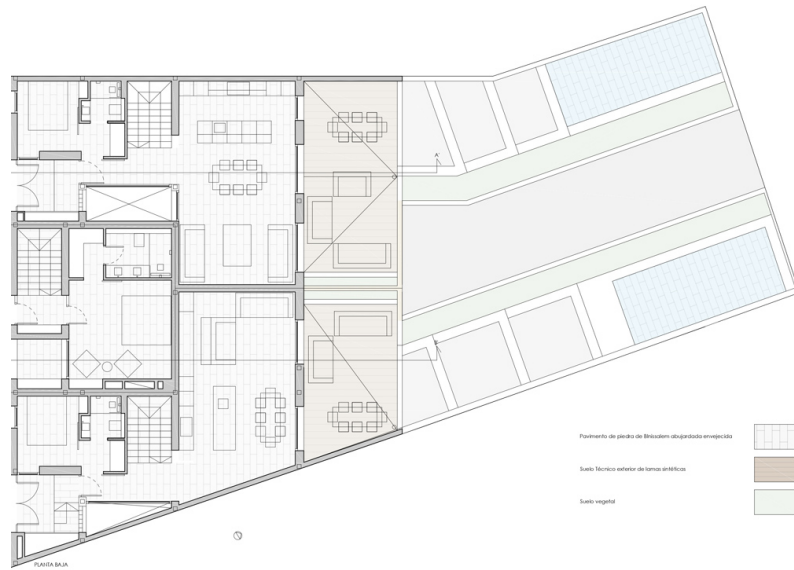 A'
Pavimento de piedra de Binissalem abujardada envejecida
Suelo Técnico exterior de lamas sintéticas
Suelo vegetal
PLANTA BAJA